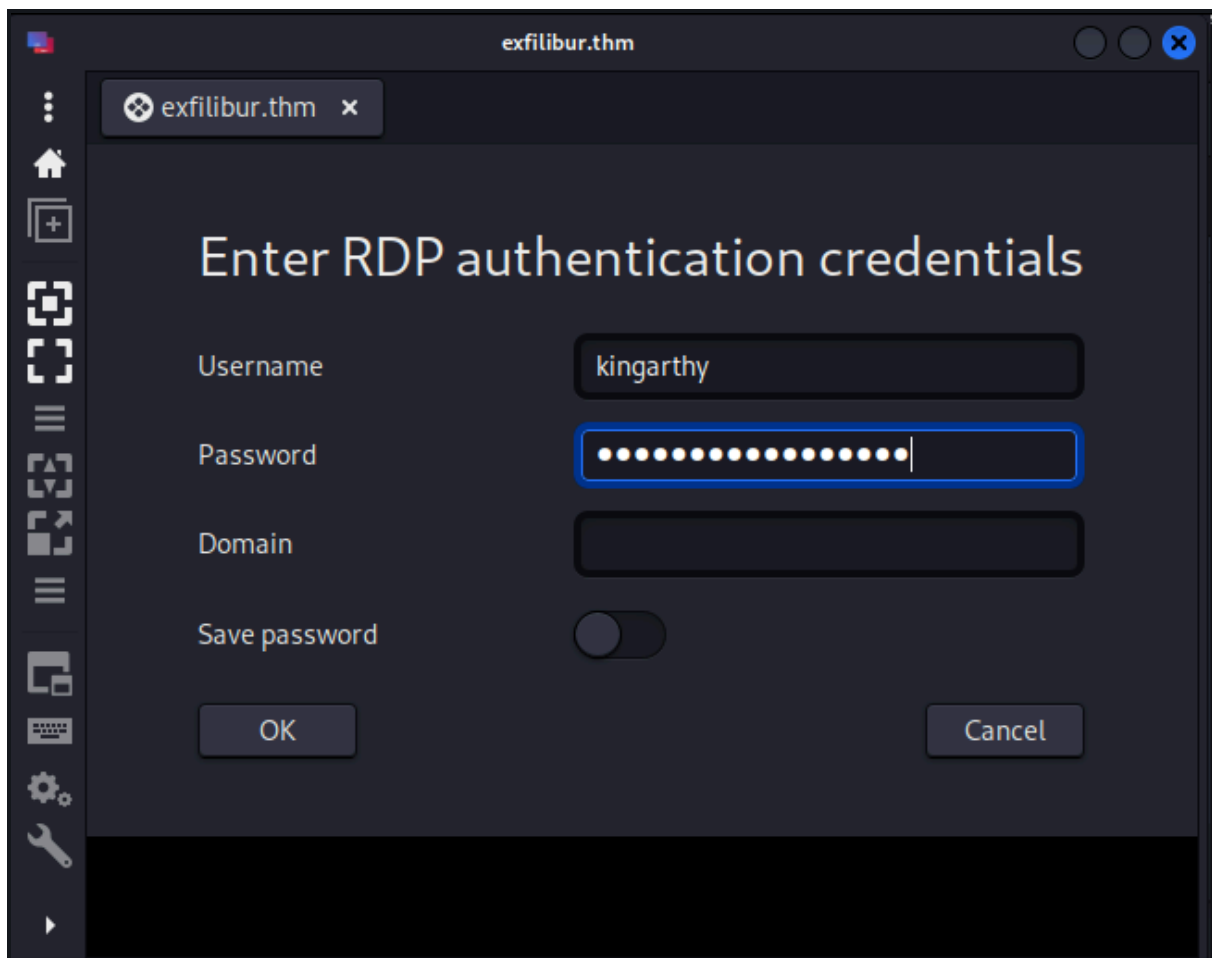 exfilibur.thm
exfilibur.thm
Enter RDP authentication credentials
Username kingarthy
Password •••••••••••••••••
Domain
Save password
OK Cancel